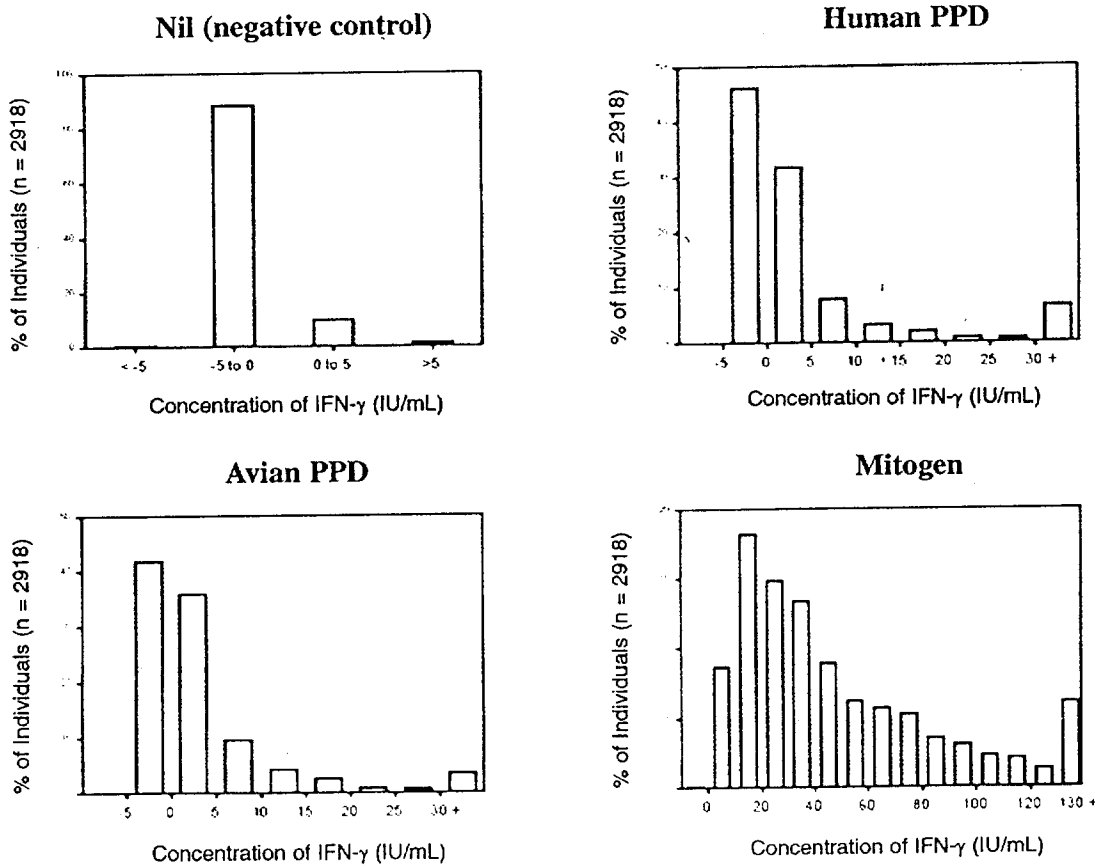 Nil (negative control)
% of Individuals (n = 2918)
20
0
< -5 -5 to 0 0 to 5 >5
Concentration of IFN-γ (IU/mL)
Human PPD
% of Individuals (n = 2918)
-5 0 5 10 15 20 25 30 +
Concentration of IFN-γ (IU/mL)
Avian PPD
% of Individuals (n = 2918)
-5 0 5 10 15 20 25 30 +
Concentration of IFN-γ (IU/mL)
Mitogen
% of Individuals (n = 2918)
0 20 40 60 80 100 120 130 +
Concentration of IFN-γ (IU/mL)